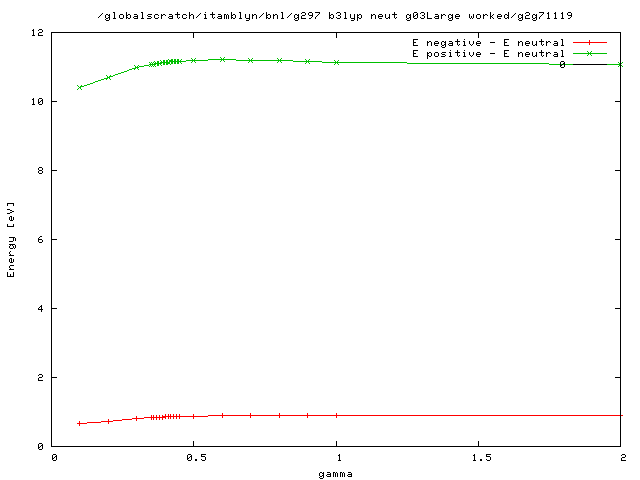 /globalscratch/itamblyn/bnl/g297 b3lyp neut g03Large worked/g2g71119
E negative - E neutral
E positive - E neutral
0
12
10
8
6
4
2
0
Energy [eV]
0 0.5 1 1.5 2
gamma